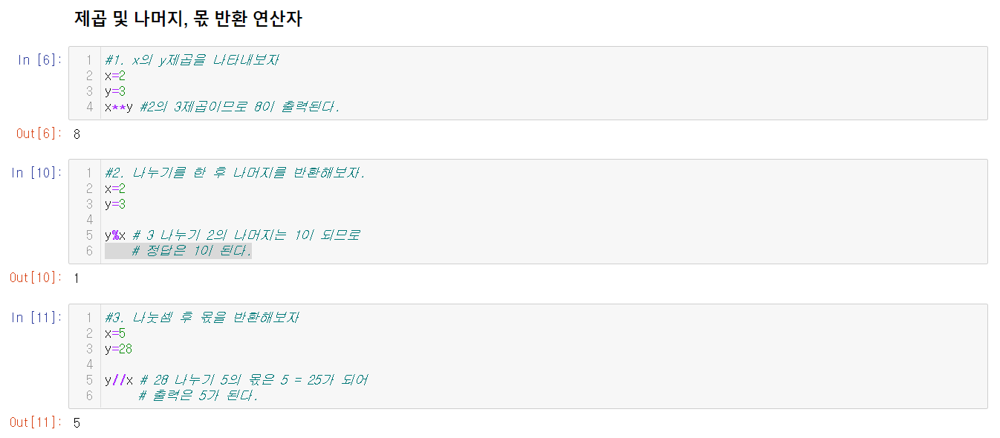 제곱 및 나머지, 몫 반환 연산자
In [6]:
1 #1. x의 y제곱을 나타내보자
2 x=2
3 y=3
4 x**y #2의 3제곱이므로 8이 출력된다.
Out[6]: 8
In [10]:
1 #2. 나누기를 한 후 나머지를 반환해보자.
2 x=2
3 y=3
4
5 y%x # 3 나누기 2의 나머지는 1이 되므로
6     # 정답은 1이 된다.
Out[10]: 1
In [11]:
1 #3. 나눗셈 후 몫을 반환해보자
2 x=5
3 y=28
4
5 y//x # 28 나누기 5의 몫은 5 = 25가 되어
6      # 출력은 5가 된다.
Out[11]: 5